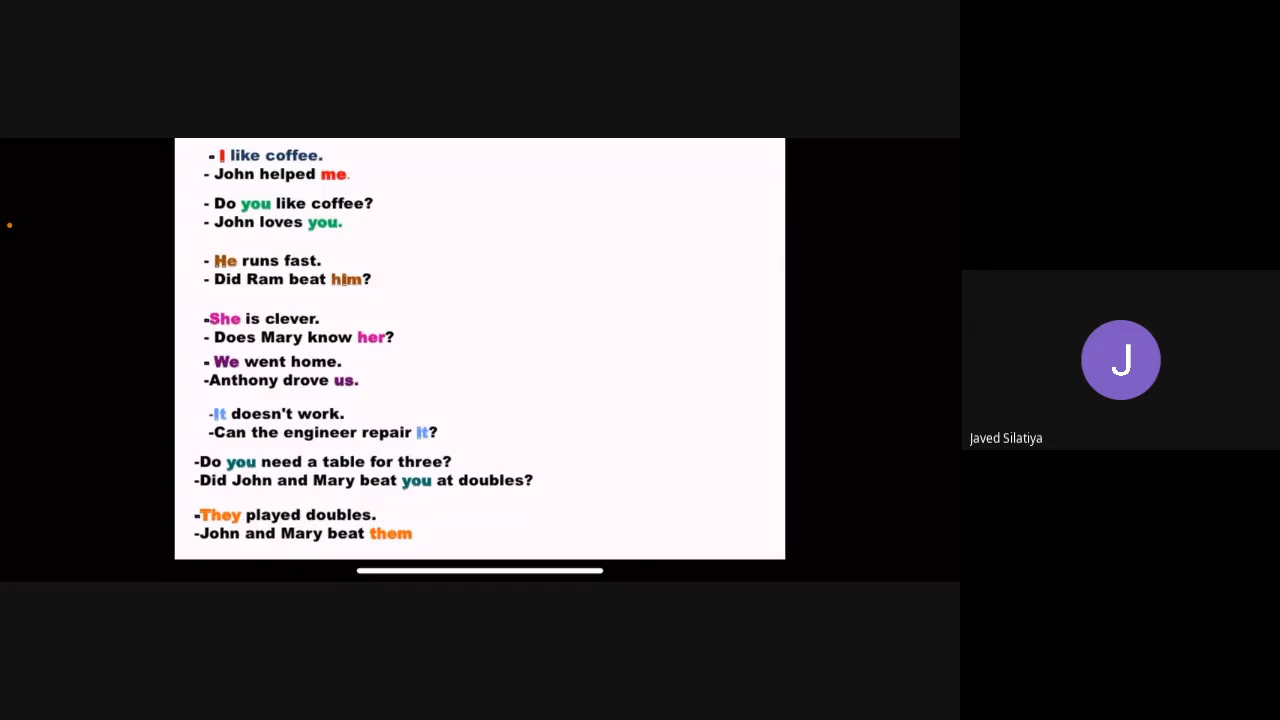 - I like coffee.
- John helped me.
- Do you like coffee?
- John loves you.
- He runs fast.
- Did Ram beat him?
-She is clever.
- Does Mary know her?
- We went home.
-Anthony drove us.
-It doesn't work.
-Can the engineer repair it?
-Do you need a table for three?
-Did John and Mary beat you at doubles?
-They played doubles.
-John and Mary beat them
J
Javed Silatiya